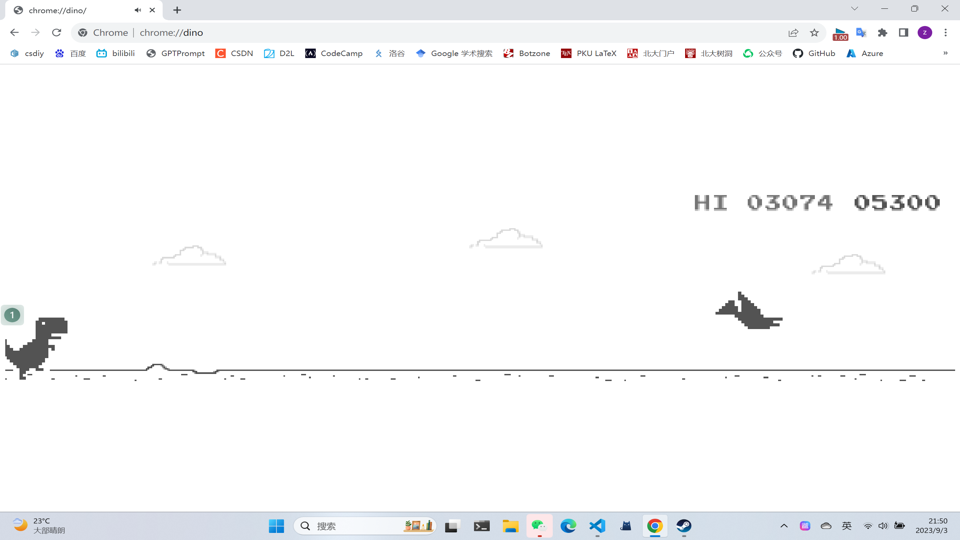 chrome://dino/
Chrome | chrome://dino
z
1.00
csdiy 百度 bilibili GPTPrompt CSDN D2L CodeCamp 洛谷 Google 学术搜索 Botzone PKU LaTeX 北大门户 北大树洞 公众号 GitHub Azure »
HI 03074 05300
1
23°C
大部晴朗
搜索
英
21:50
2023/9/3